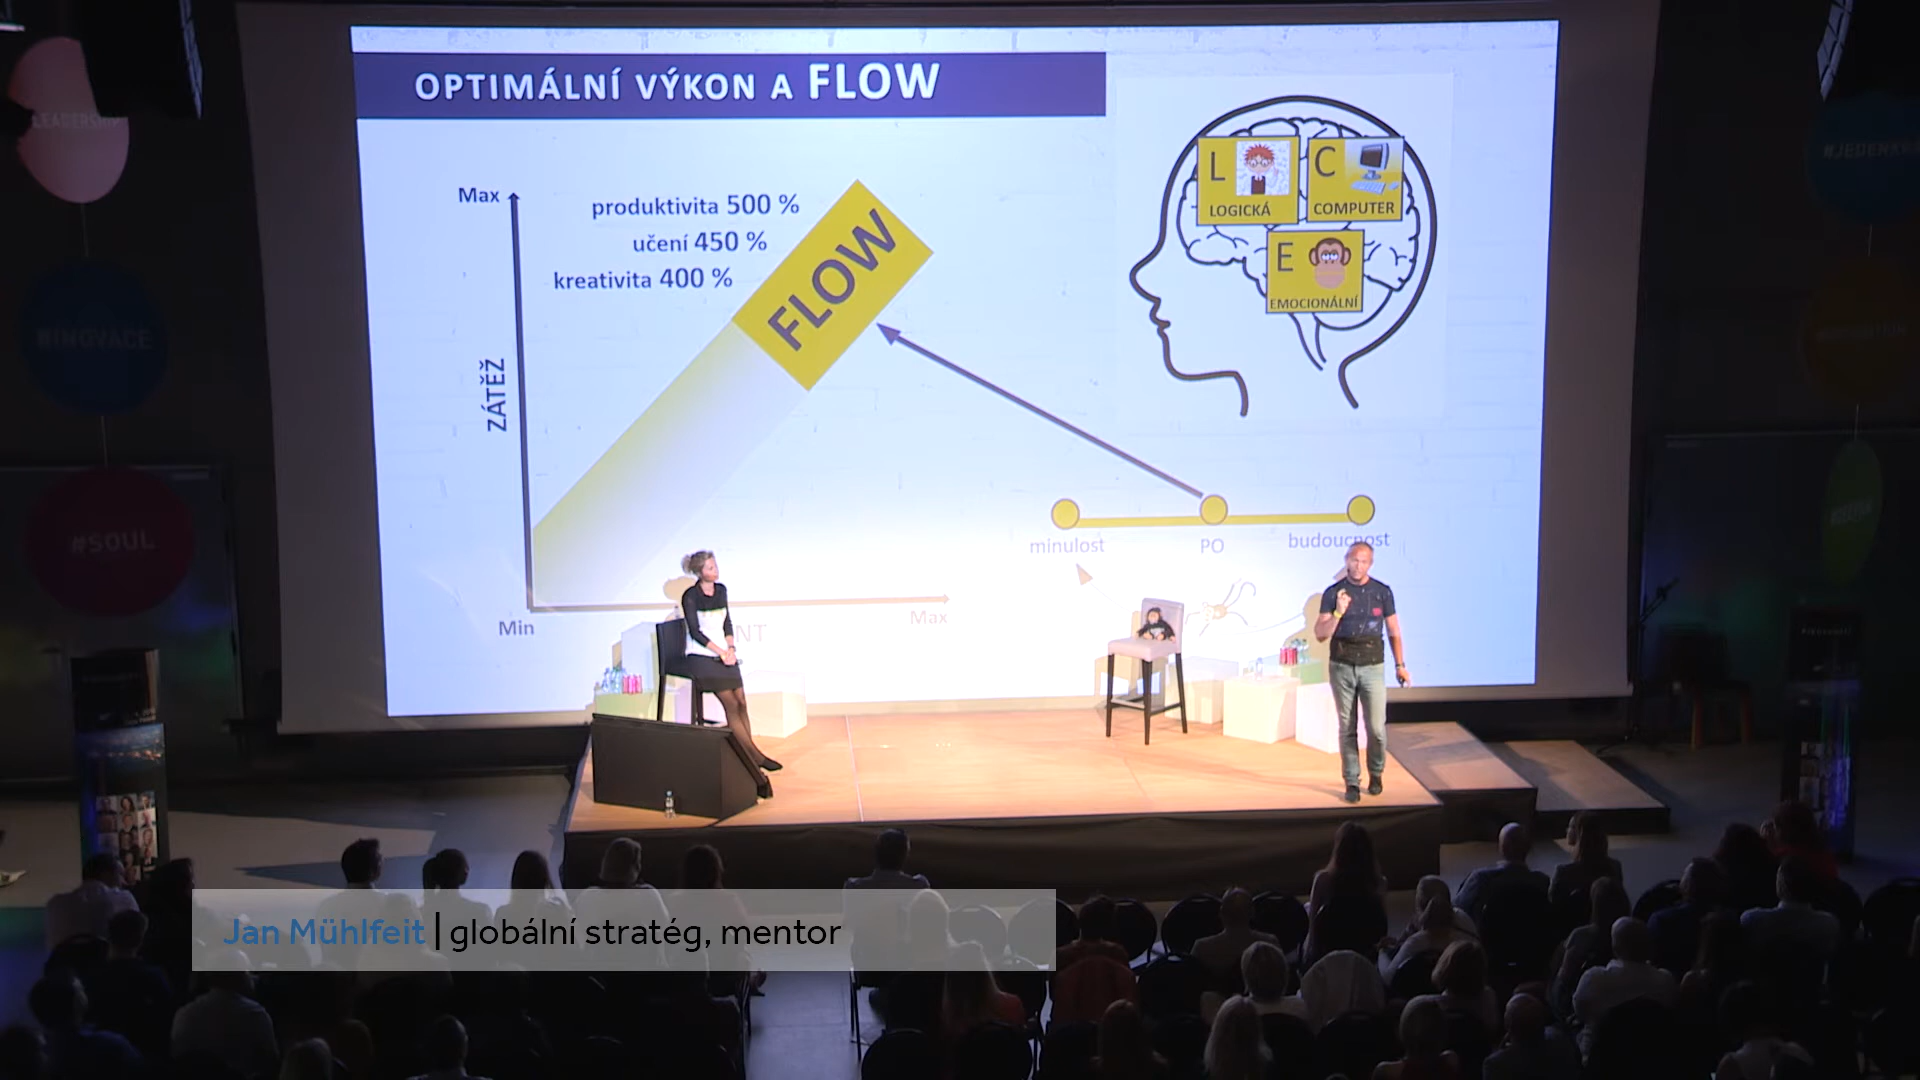 OPTIMÁLNÍ VÝKON A FLOW
Max
produktivita 500 %
učení 450 %
kreativita 400 %
FLOW
ZÁTĚŽ
Min
Max
L
LOGICKÁ
C
COMPUTER
E
EMOCIONÁLNÍ
minulost
PO
budoucnost
LEADERSHIP
#INOVACE
#SOUL
Jan Mühlfeit | globální stratég, mentor